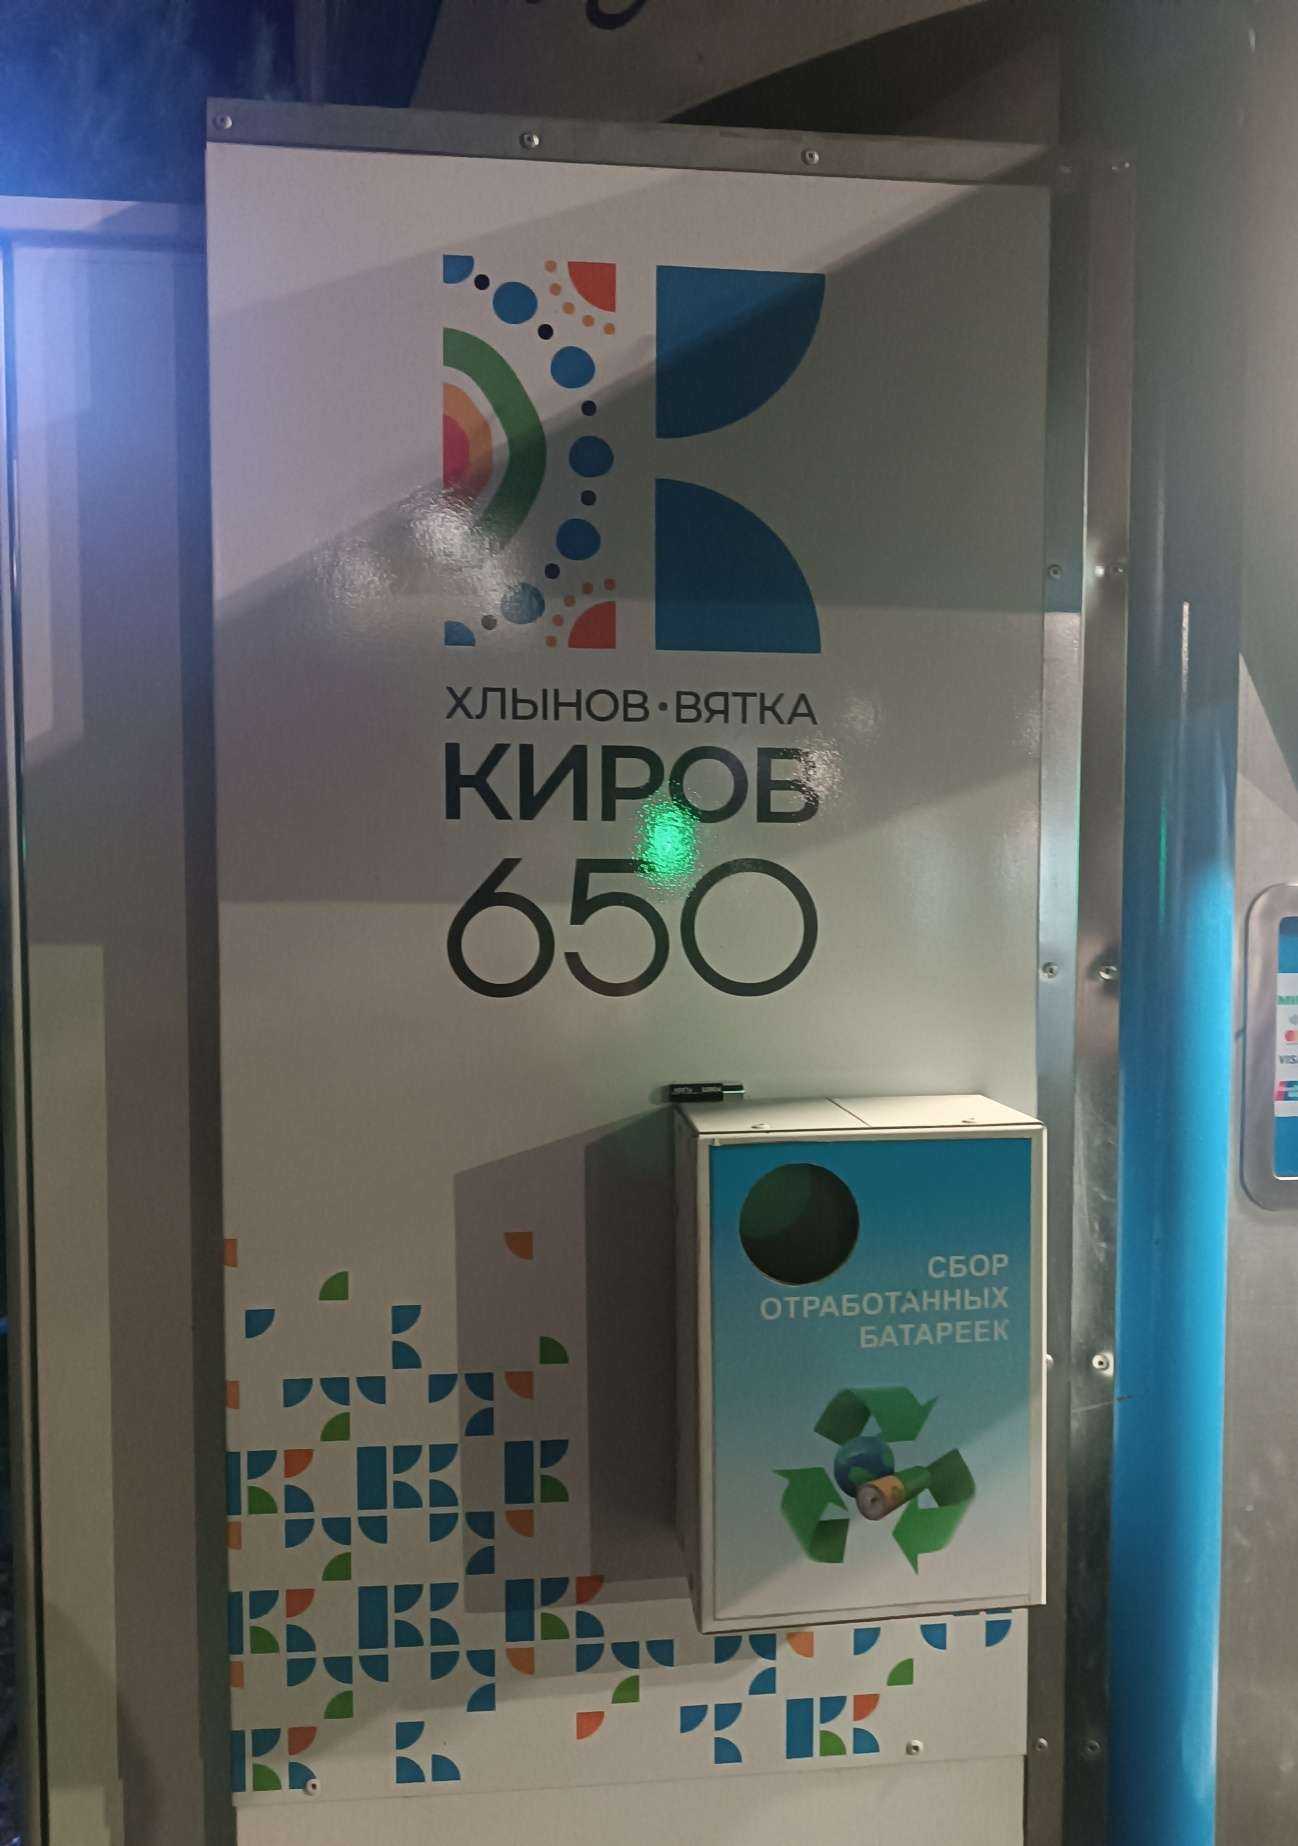 ХЛЫНОВ·ВЯТКА
КИРОВ
650
СБОР
ОТРАБОТАННЫХ
БАТАРЕЕК